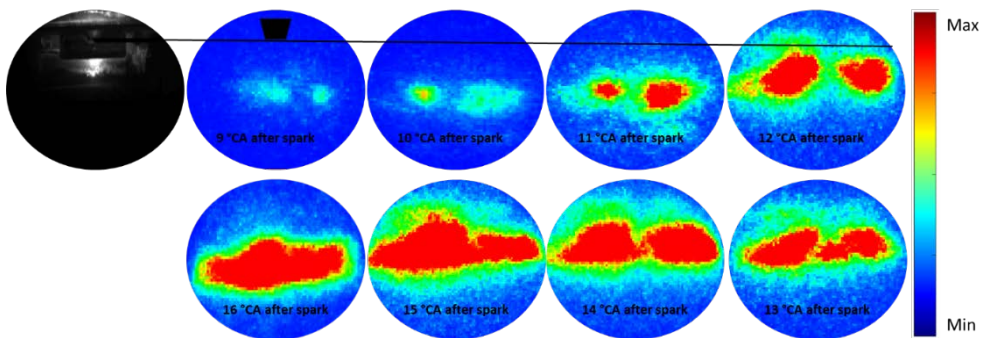 Max
9 °CA after spark
10 °CA after spark
11 °CA after spark
12 °CA after spark
16 °CA after spark
15 °CA after spark
14 °CA after spark
13 °CA after spark
Min